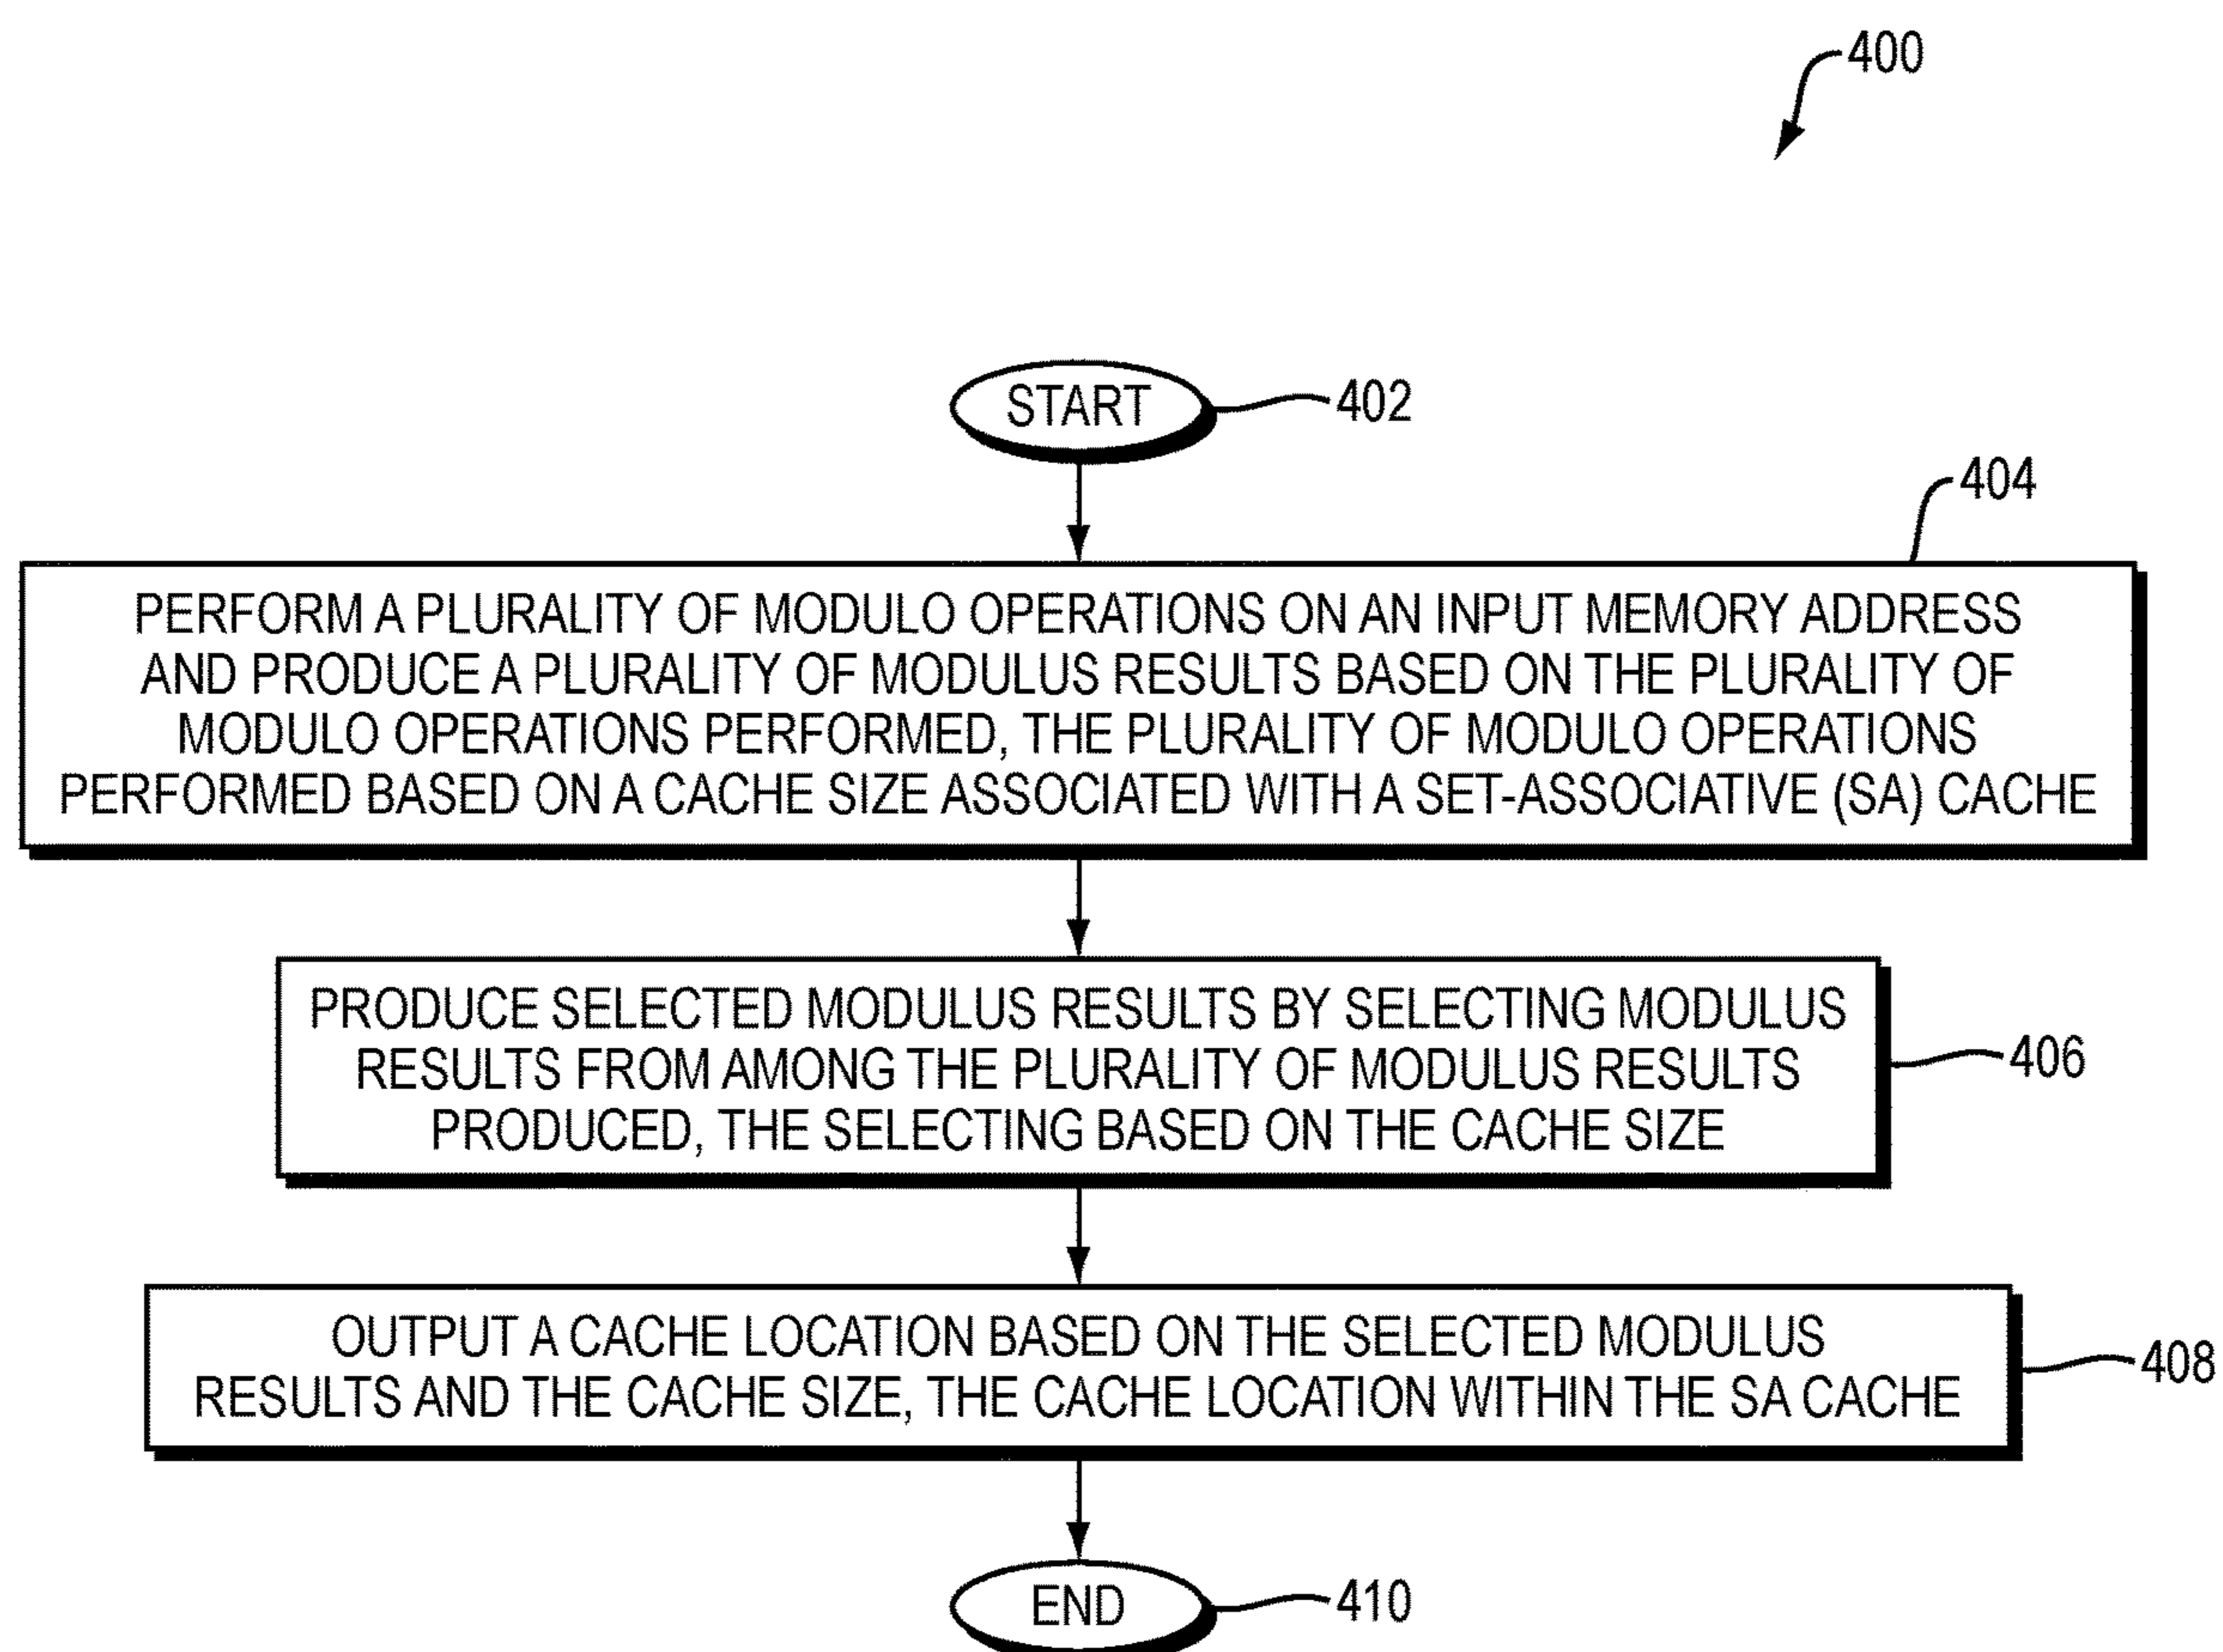 400
START
402
404
PERFORM A PLURALITY OF MODULO OPERATIONS ON AN INPUT MEMORY ADDRESS
AND PRODUCE A PLURALITY OF MODULUS RESULTS BASED ON THE PLURALITY OF
MODULO OPERATIONS PERFORMED, THE PLURALITY OF MODULO OPERATIONS
PERFORMED BASED ON A CACHE SIZE ASSOCIATED WITH A SET-ASSOCIATIVE (SA) CACHE
PRODUCE SELECTED MODULUS RESULTS BY SELECTING MODULUS
RESULTS FROM AMONG THE PLURALITY OF MODULUS RESULTS
PRODUCED, THE SELECTING BASED ON THE CACHE SIZE
406
OUTPUT A CACHE LOCATION BASED ON THE SELECTED MODULUS
RESULTS AND THE CACHE SIZE, THE CACHE LOCATION WITHIN THE SA CACHE
408
END
410